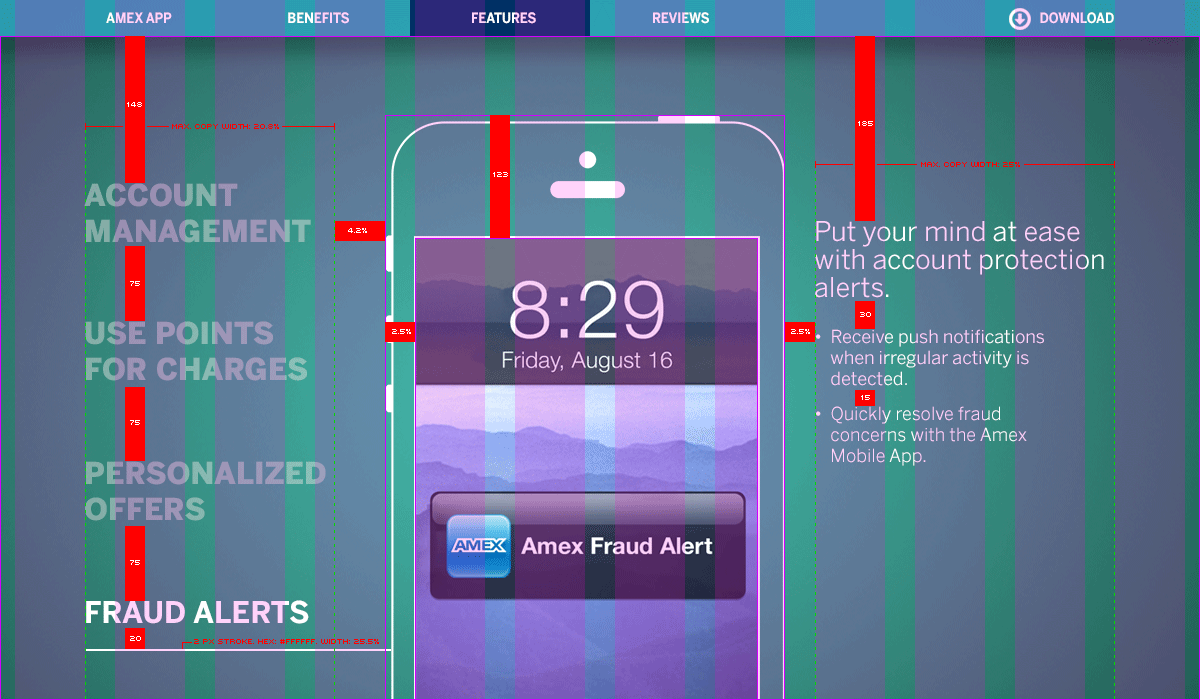 AMEX APP
BENEFITS
FEATURES
REVIEWS
DOWNLOAD
148
MAX. COPY WIDTH: 20.8%
ACCOUNT
MANAGEMENT
4.2%
75
USE POINTS
FOR CHARGES
75
PERSONALIZED
OFFERS
75
FRAUD ALERTS
20
2 PX STROKE. HEX: #FFFFFF. WIDTH: 25.5%
123
2.5%
8:29
Friday, August 16
AMEX
Amex Fraud Alert
2.5%
185
MAX. COPY WIDTH: 25%
Put your mind at ease
with account protection
alerts.
30
• Receive push notifications
when irregular activity is
detected.
15
• Quickly resolve fraud
concerns with the Amex
Mobile App.